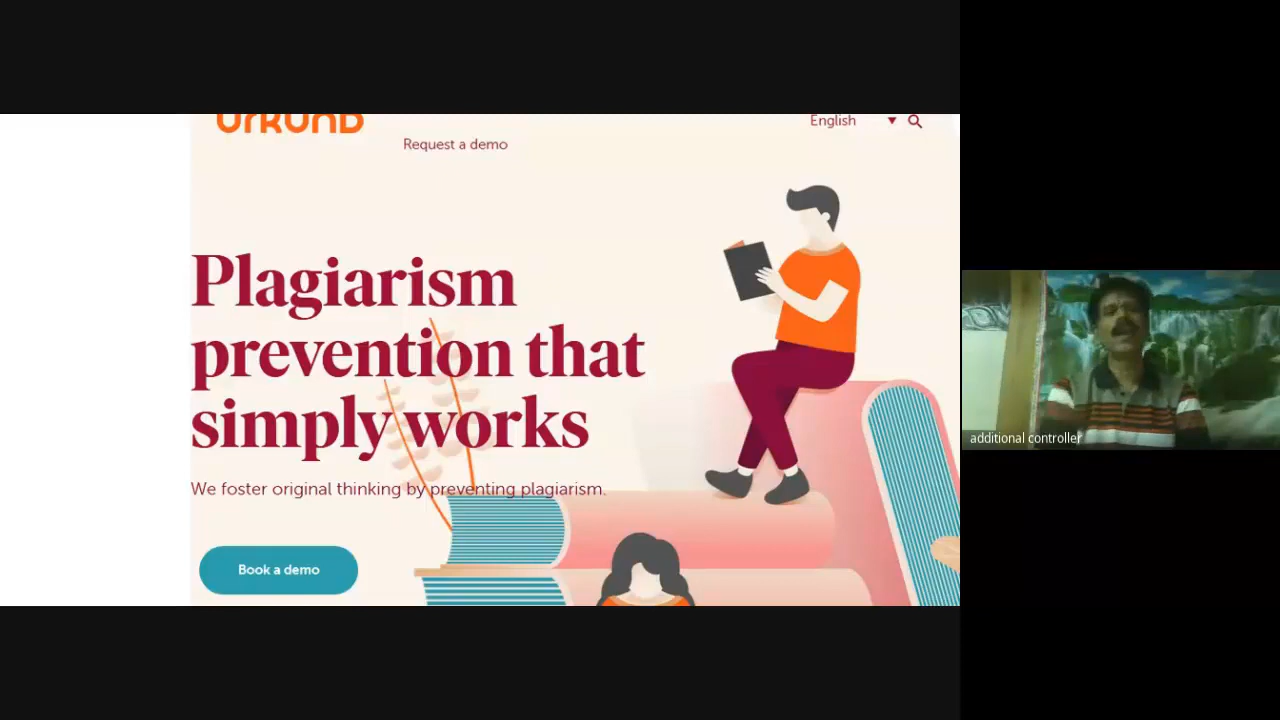 urkund
English
Request a demo
Plagiarism
prevention that
simply works
We foster original thinking by preventing plagiarism.
Book a demo
additional controller